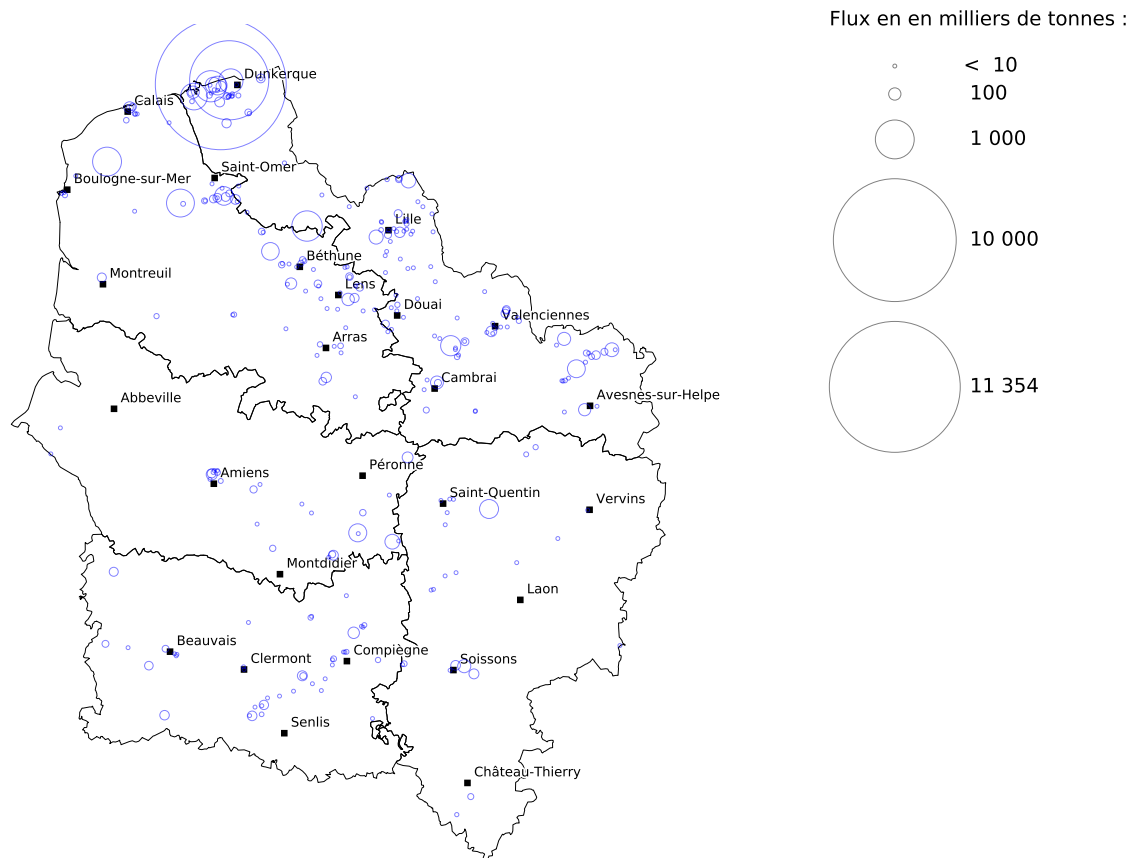 Flux en en milliers de tonnes :
< 10
100
1 000
10 000
11 354
Dunkerque
Calais
Saint-Omer
Boulogne-sur-Mer
Lille
Béthune
Montreuil
Lens
Douai
Valenciennes
Arras
Cambrai
Avesnes-sur-Helpe
Abbeville
Amiens
Péronne
Saint-Quentin
Vervins
Montdidier
Laon
Beauvais
Compiègne
Clermont
Soissons
Senlis
Château-Thierry